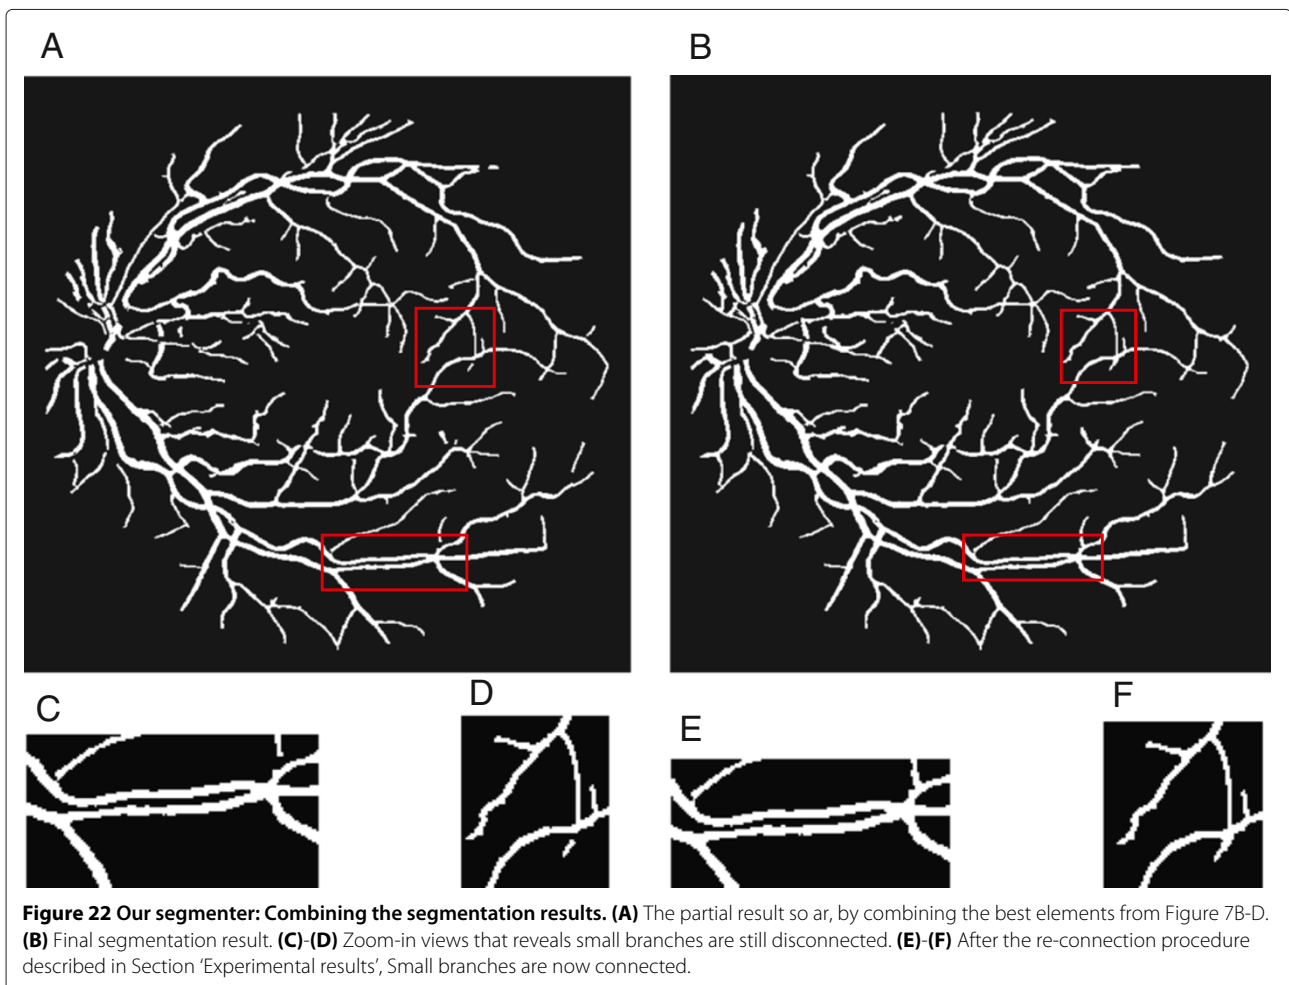 A
B
C
D
E
F
Figure 22 Our segmenter: Combining the segmentation results. (A) The partial result so ar, by combining the best elements from Figure 7B-D.
(B) Final segmentation result. (C)-(D) Zoom-in views that reveals small branches are still disconnected. (E)-(F) After the re-connection procedure
described in Section ‘Experimental results’, Small branches are now connected.